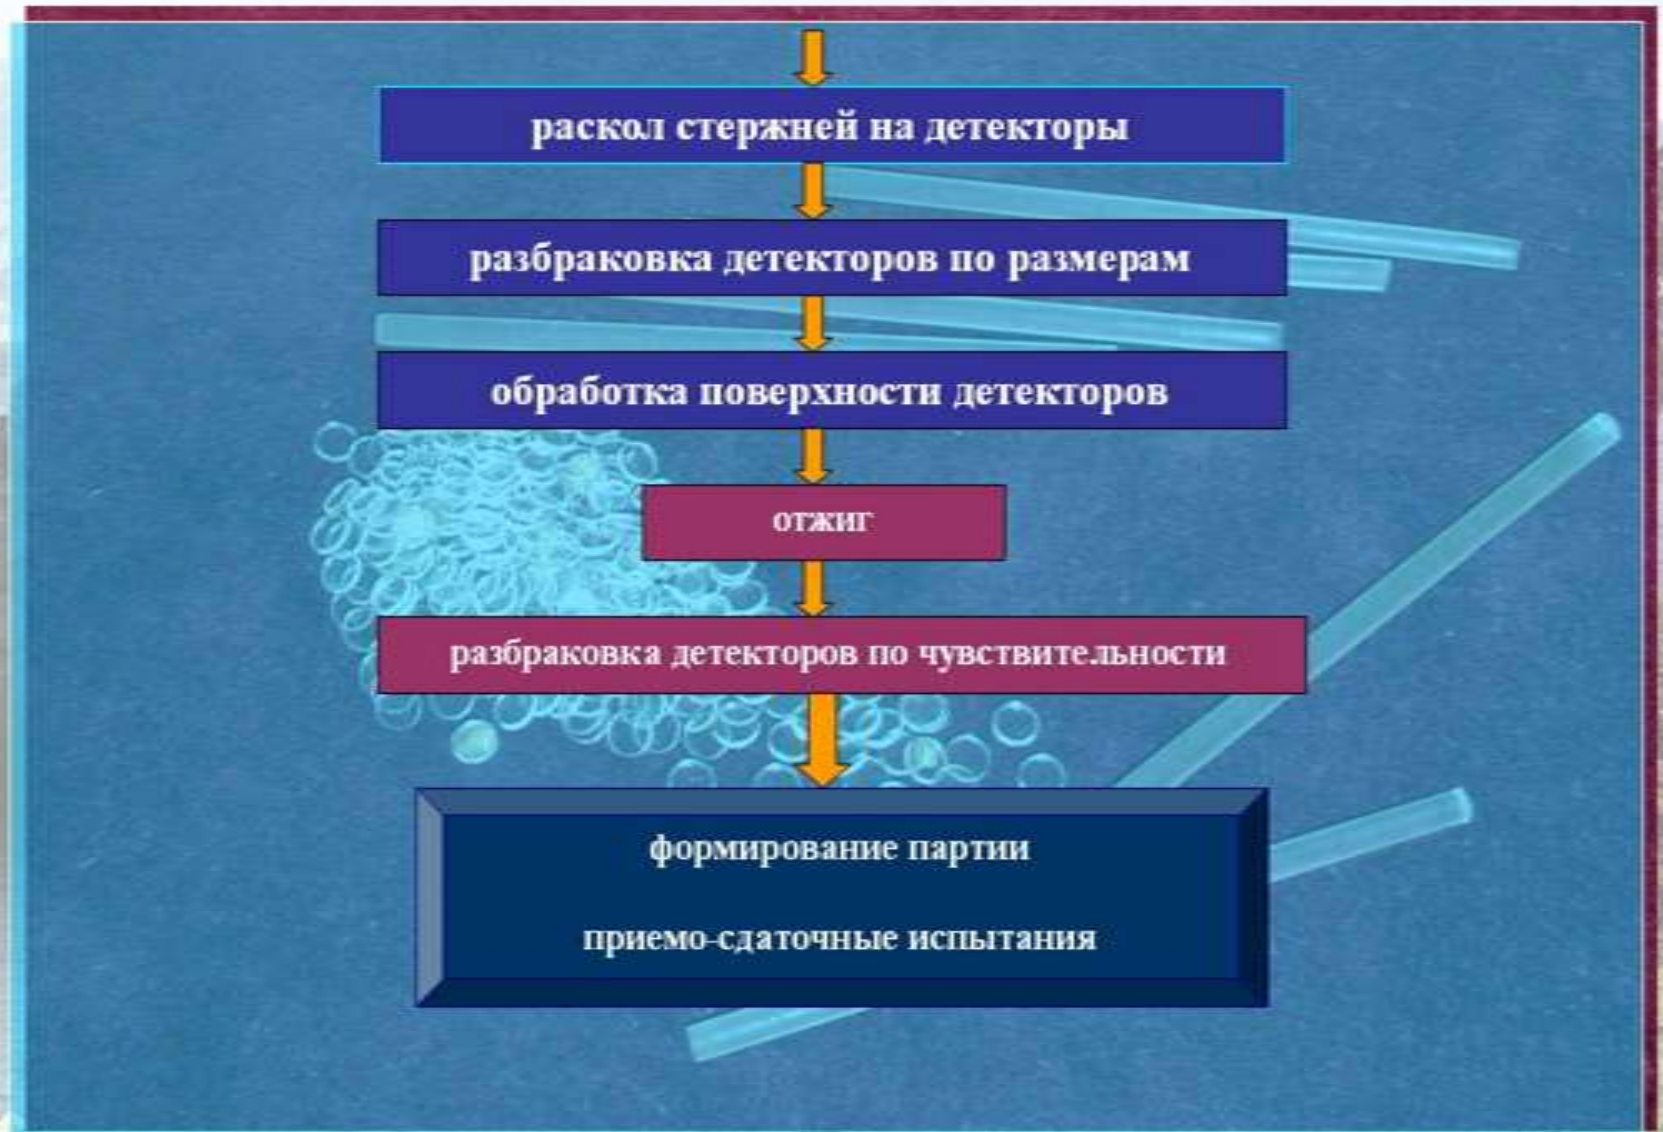 раскол стержней на детекторы
разбраковка детекторов по размерам
обработка поверхности детекторов
отжиг
разбраковка детекторов по чувствительности
формирование партии
приемо-сдаточные испытания